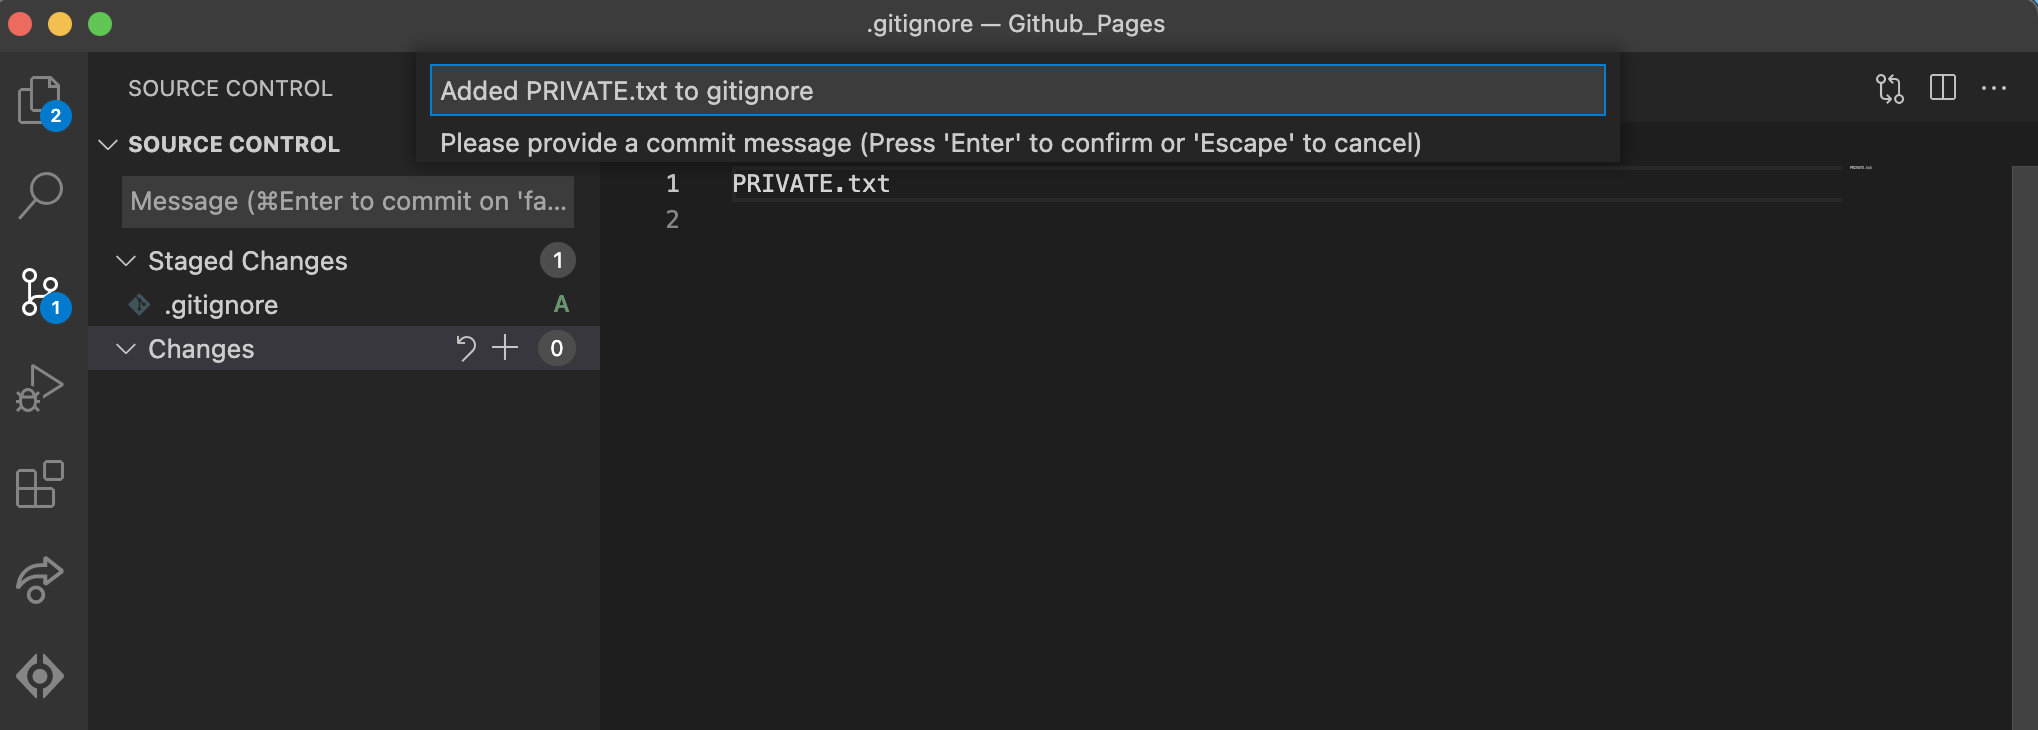 .gitignore — Github_Pages
SOURCE CONTROL
Added PRIVATE.txt to gitignore
Please provide a commit message (Press 'Enter' to confirm or 'Escape' to cancel)
2
SOURCE CONTROL
Message (⌘Enter to commit on 'fa...
Staged Changes 1
.gitignore A
1
Changes 0
1 PRIVATE.txt
2